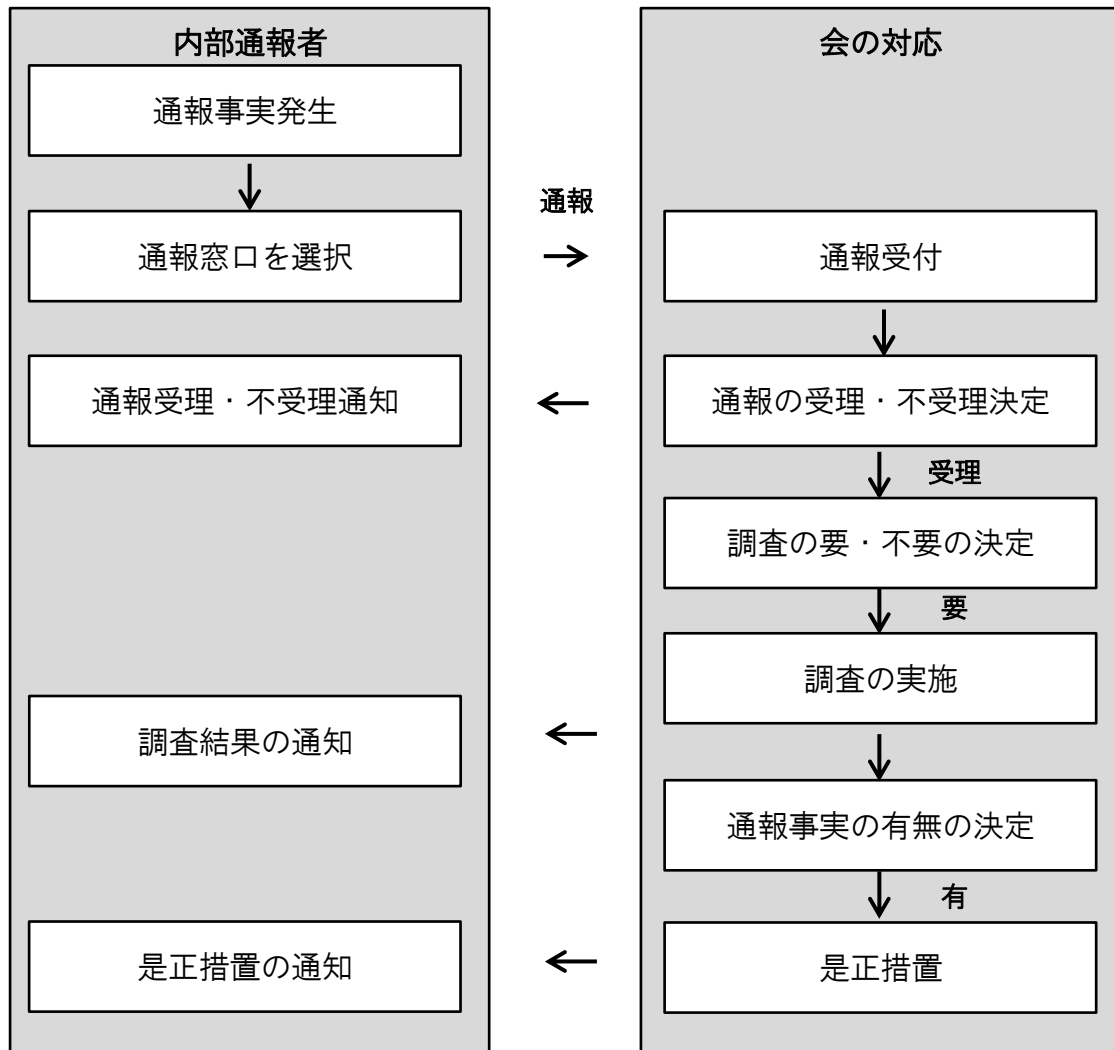 内部通報者
通報事実発生
通報窓口を選択
通報受理・不受理通知
調査結果の通知
是正措置の通知
通報
会の対応
通報受付
通報の受理・不受理決定
受理
調査の要・不要の決定
要
調査の実施
通報事実の有無の決定
有
是正措置